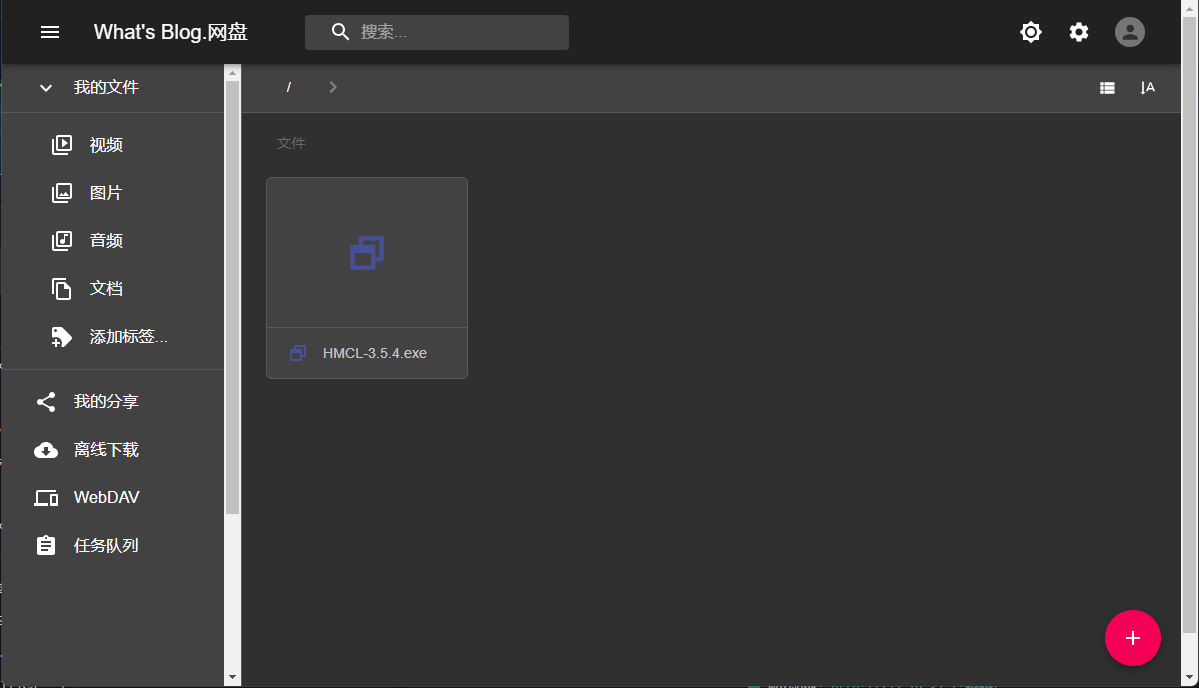 What's Blog.网盘
搜索...
我的文件
/
视频
图片
音频
文档
添加标签...
我的分享
离线下载
WebDAV
任务队列
A
文件
HMCL-3.5.4.exe